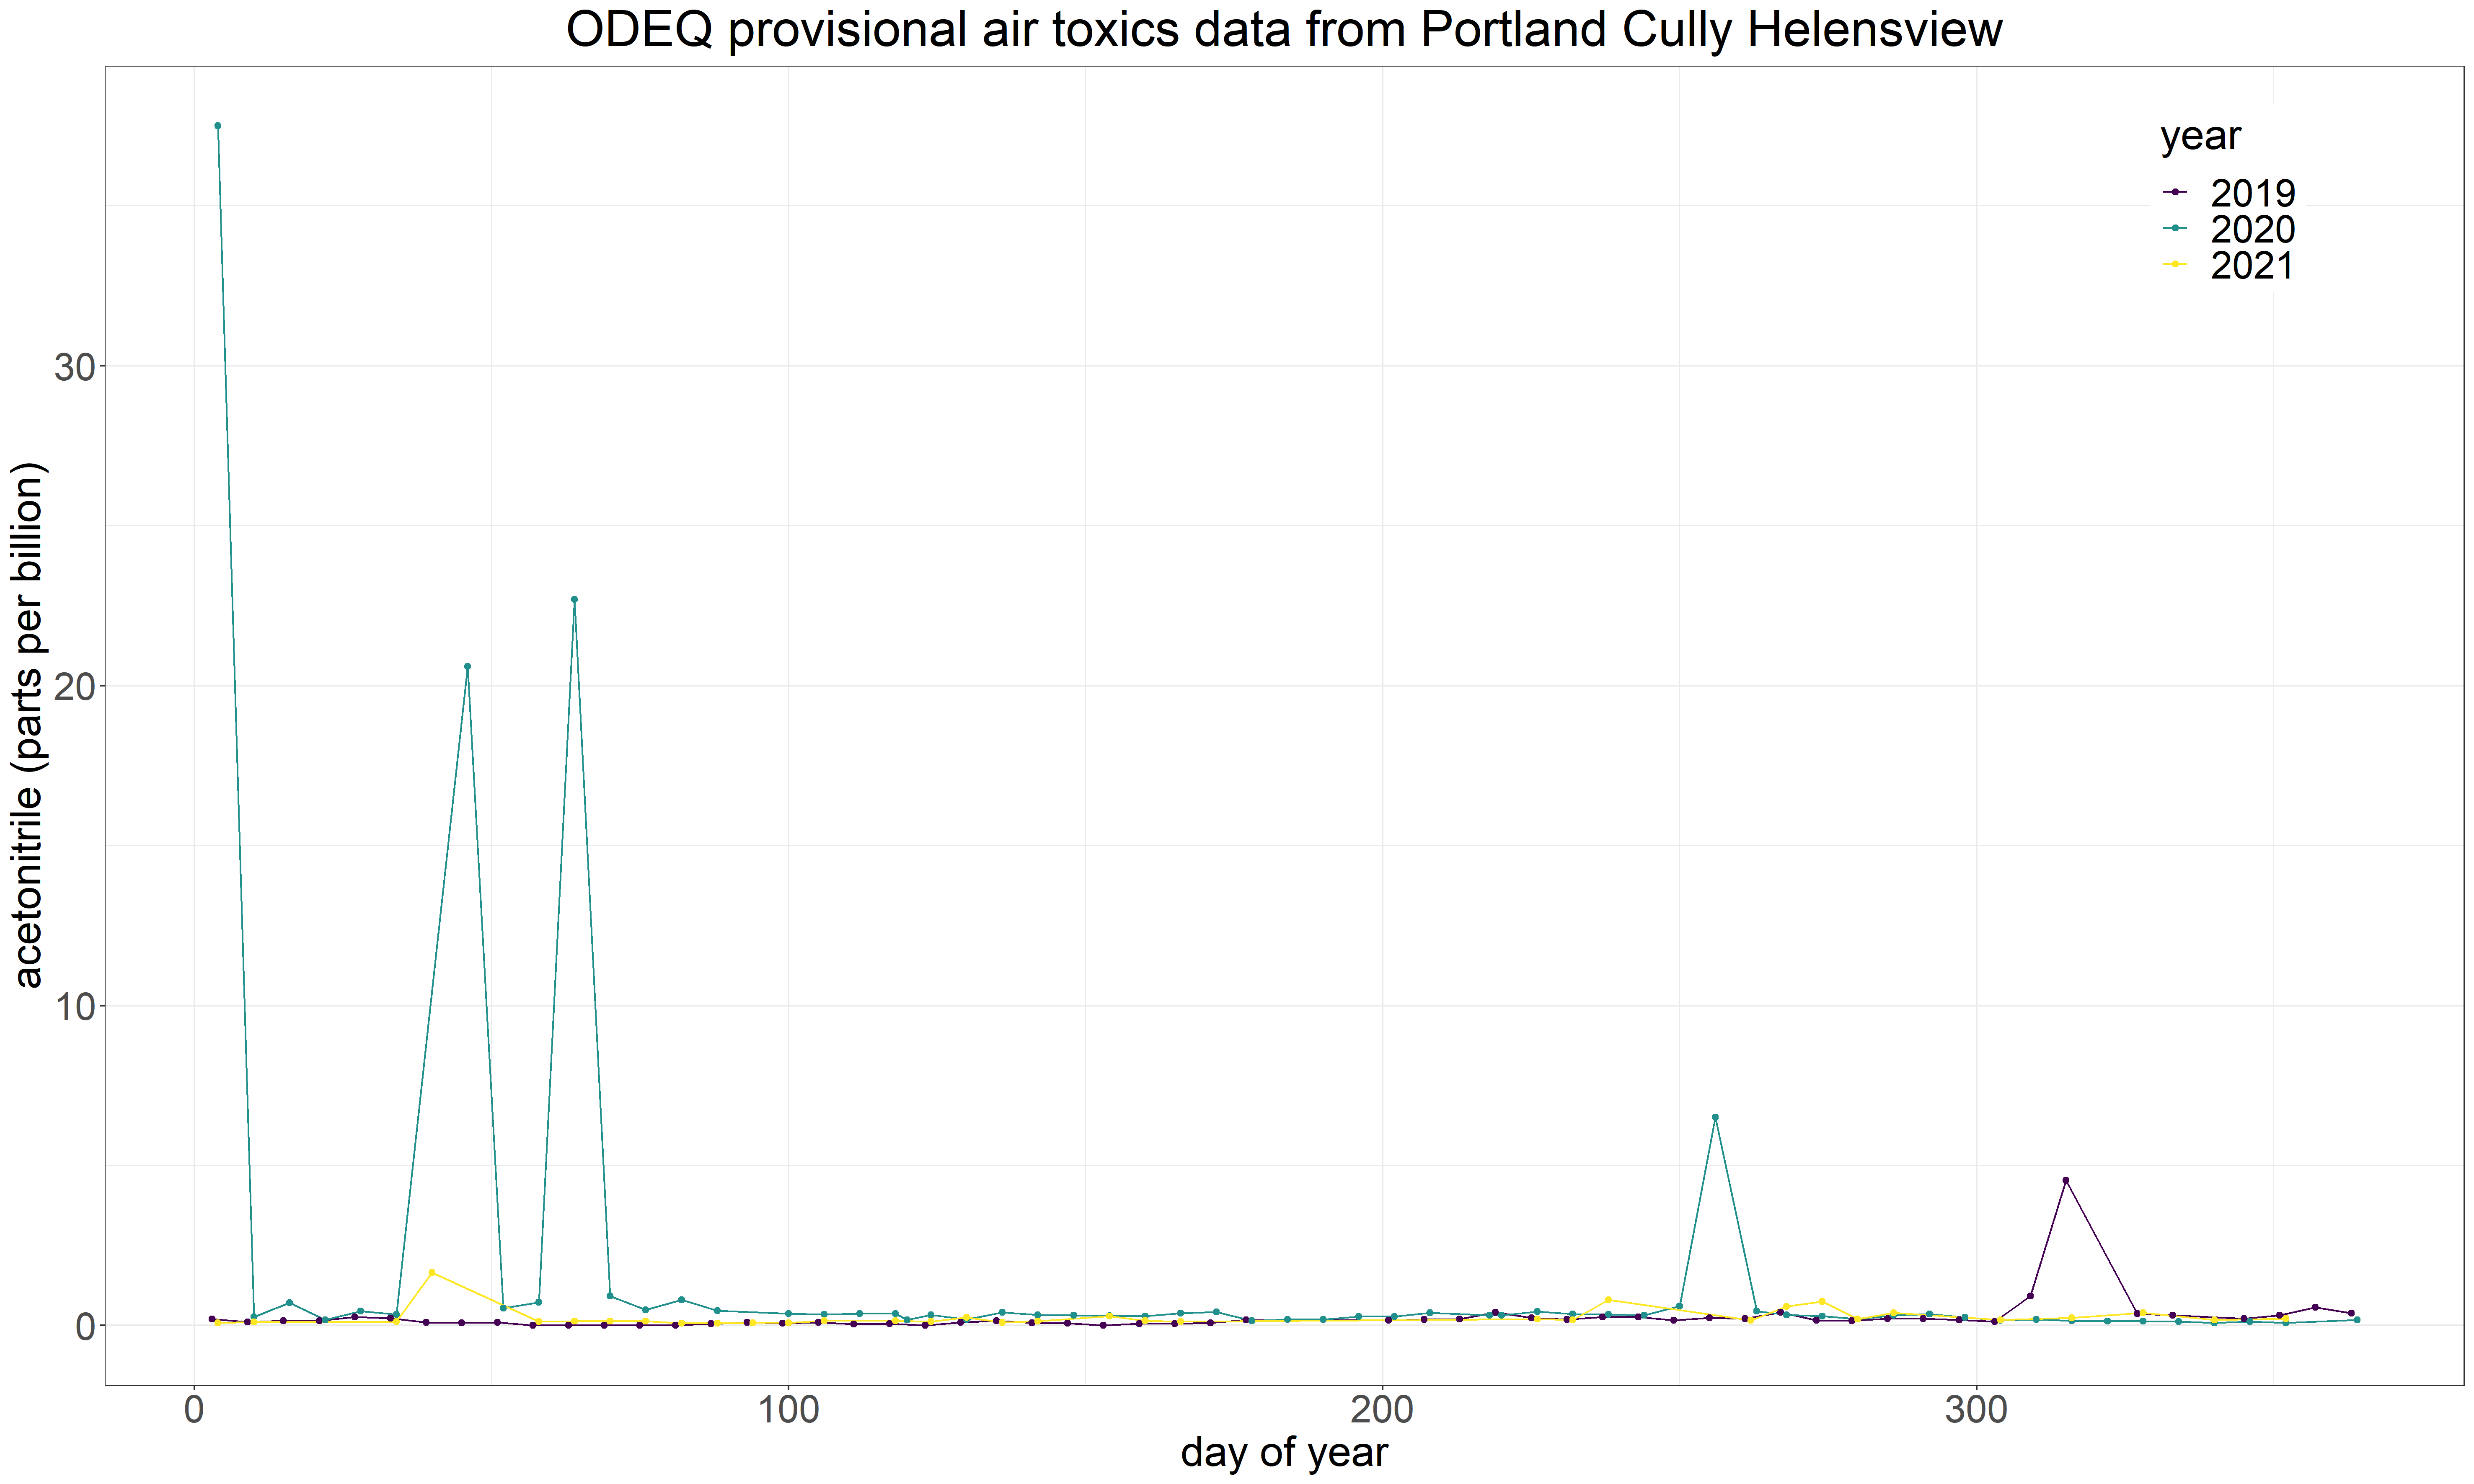 ODEQ provisional air toxics data from Portland Cully Helensview
year
2019
2020
2021
30
20
10
0
acetonitrile (parts per billion)
0 100 200 300
day of year